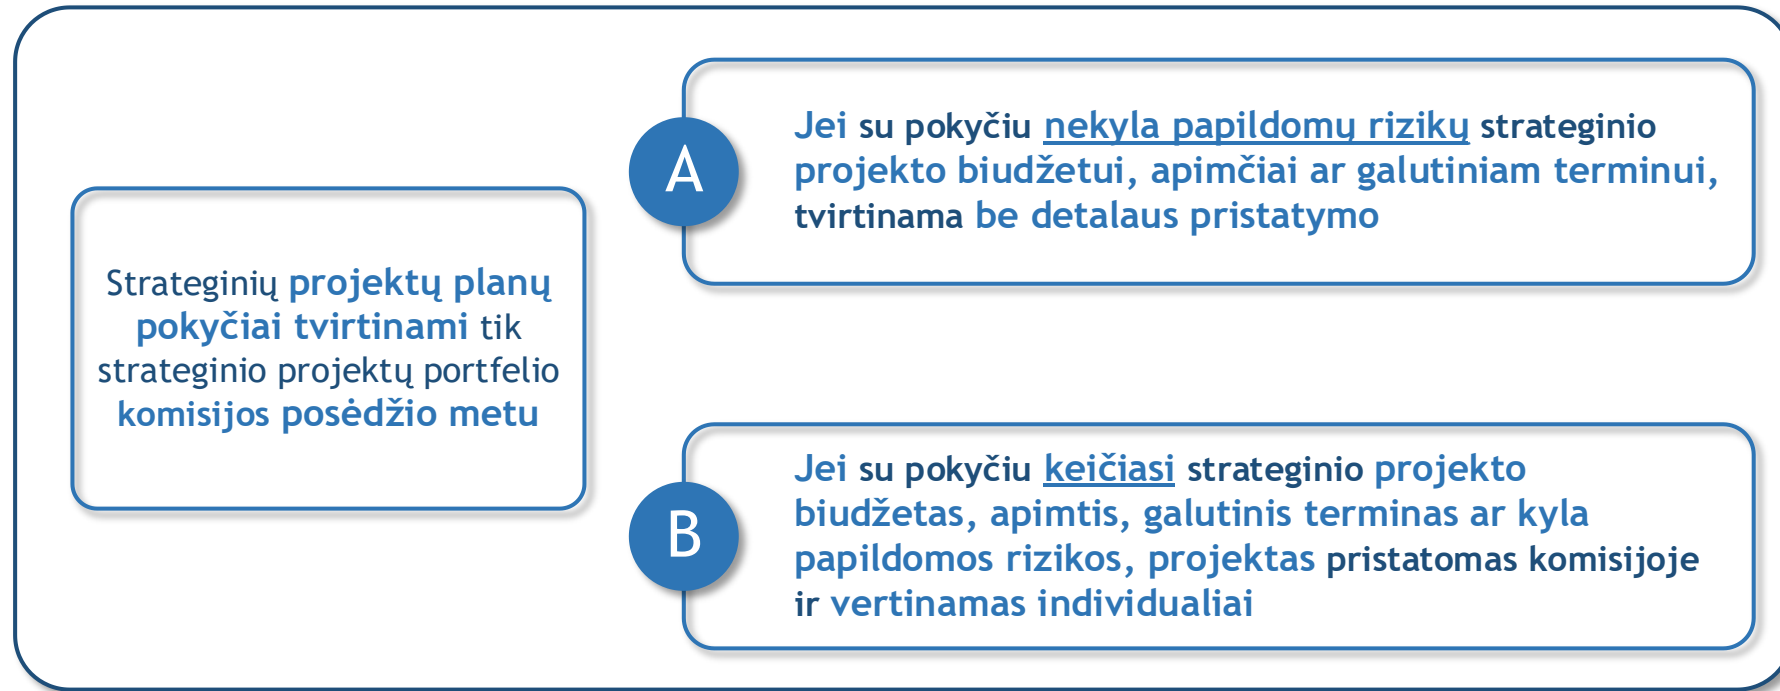 Strateginių projektų planų
pokyčiai tvirtinami tik
strateginio projektų portfelio
komisijos posėdžio metu
A
Jei su pokyčiu nekyla papildomų rizikų strateginio
projekto biudžetui, apimčiai ar galutiniam terminui,
tvirtinama be detalaus pristatymo
B
Jei su pokyčiu keičiasi strateginio projekto
biudžetas, apimtis, galutinis terminas ar kyla
papildomos rizikos, projektas pristatomas komisijoje
ir vertinamas individualiai